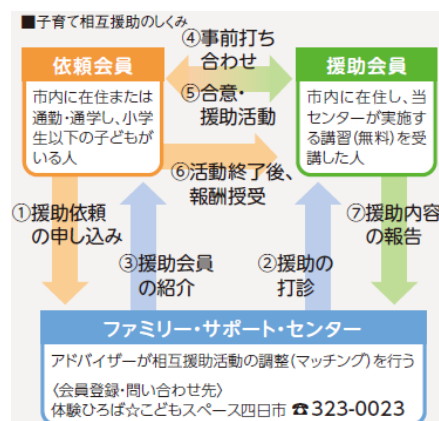 ■子育て相互援助のしくみ
依頼会員
市内に在住または
通勤・通学し、小学
生以下の子どもが
いる人
④事前打ち
合わせ
⑤合意・
援助活動
援助会員
市内に在住し、当
センターが実施す
る講習(無料)を受
講した人
⑥活動終了後、
報酬授受
①援助依頼
の申し込み
③援助会員
の紹介
②援助の
打診
⑦援助内容
の報告
ファミリー・サポート・センター
アドバイザーが相互援助活動の調整(マッチング)を行う
〈会員登録・問い合わせ先〉
体験ひろば☆こどもスペース四日市 ☎323-0023